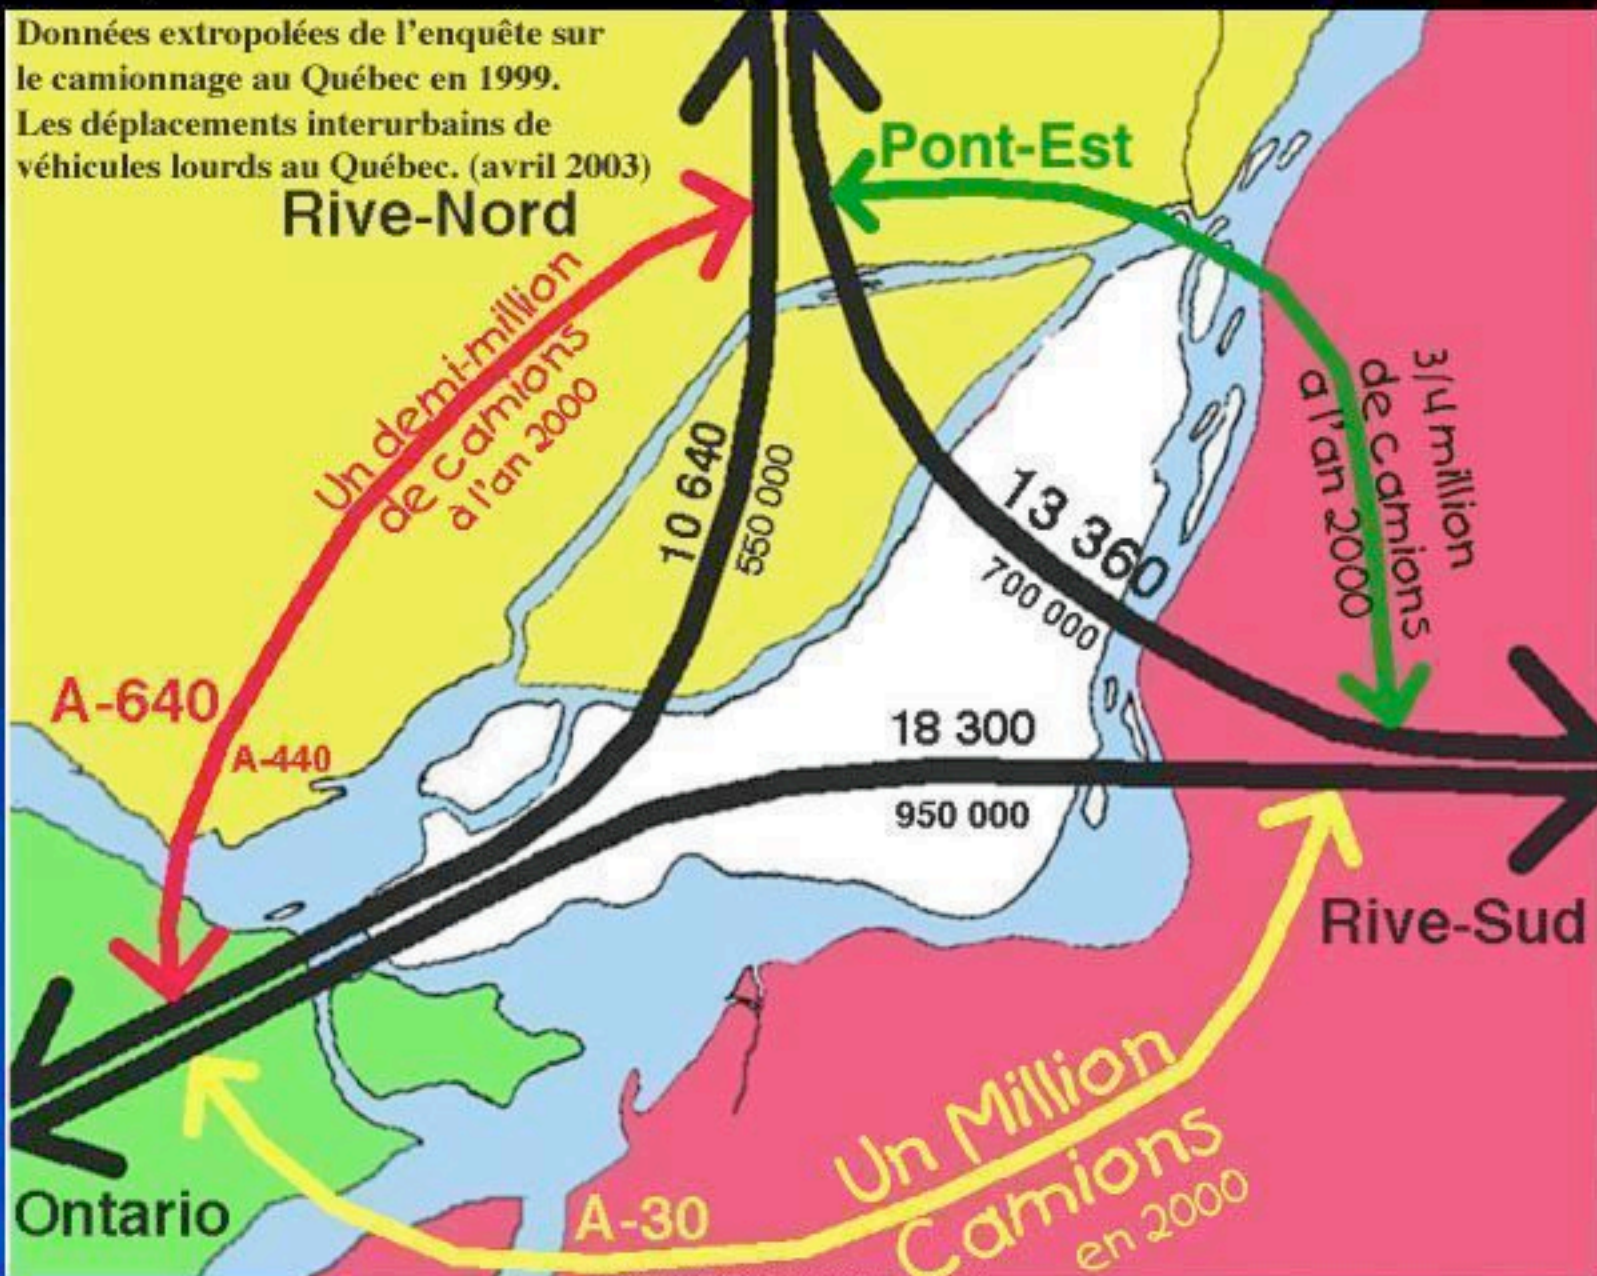 Données extropolées de l'enquête sur
le camionnage au Québec en 1999.
Les déplacements interurbains de
véhicules lourds au Québec. (avril 2003)
Rive-Nord
Pont-Est
Un demi-million
de camions
à l'an 2000
3/4 million
de camions
a l'an 2000
10 640
550 000
13 360
700 000
A-640
A-440
18 300
950 000
Rive-Sud
Un Million
Camions
en 2000
A-30
Ontario